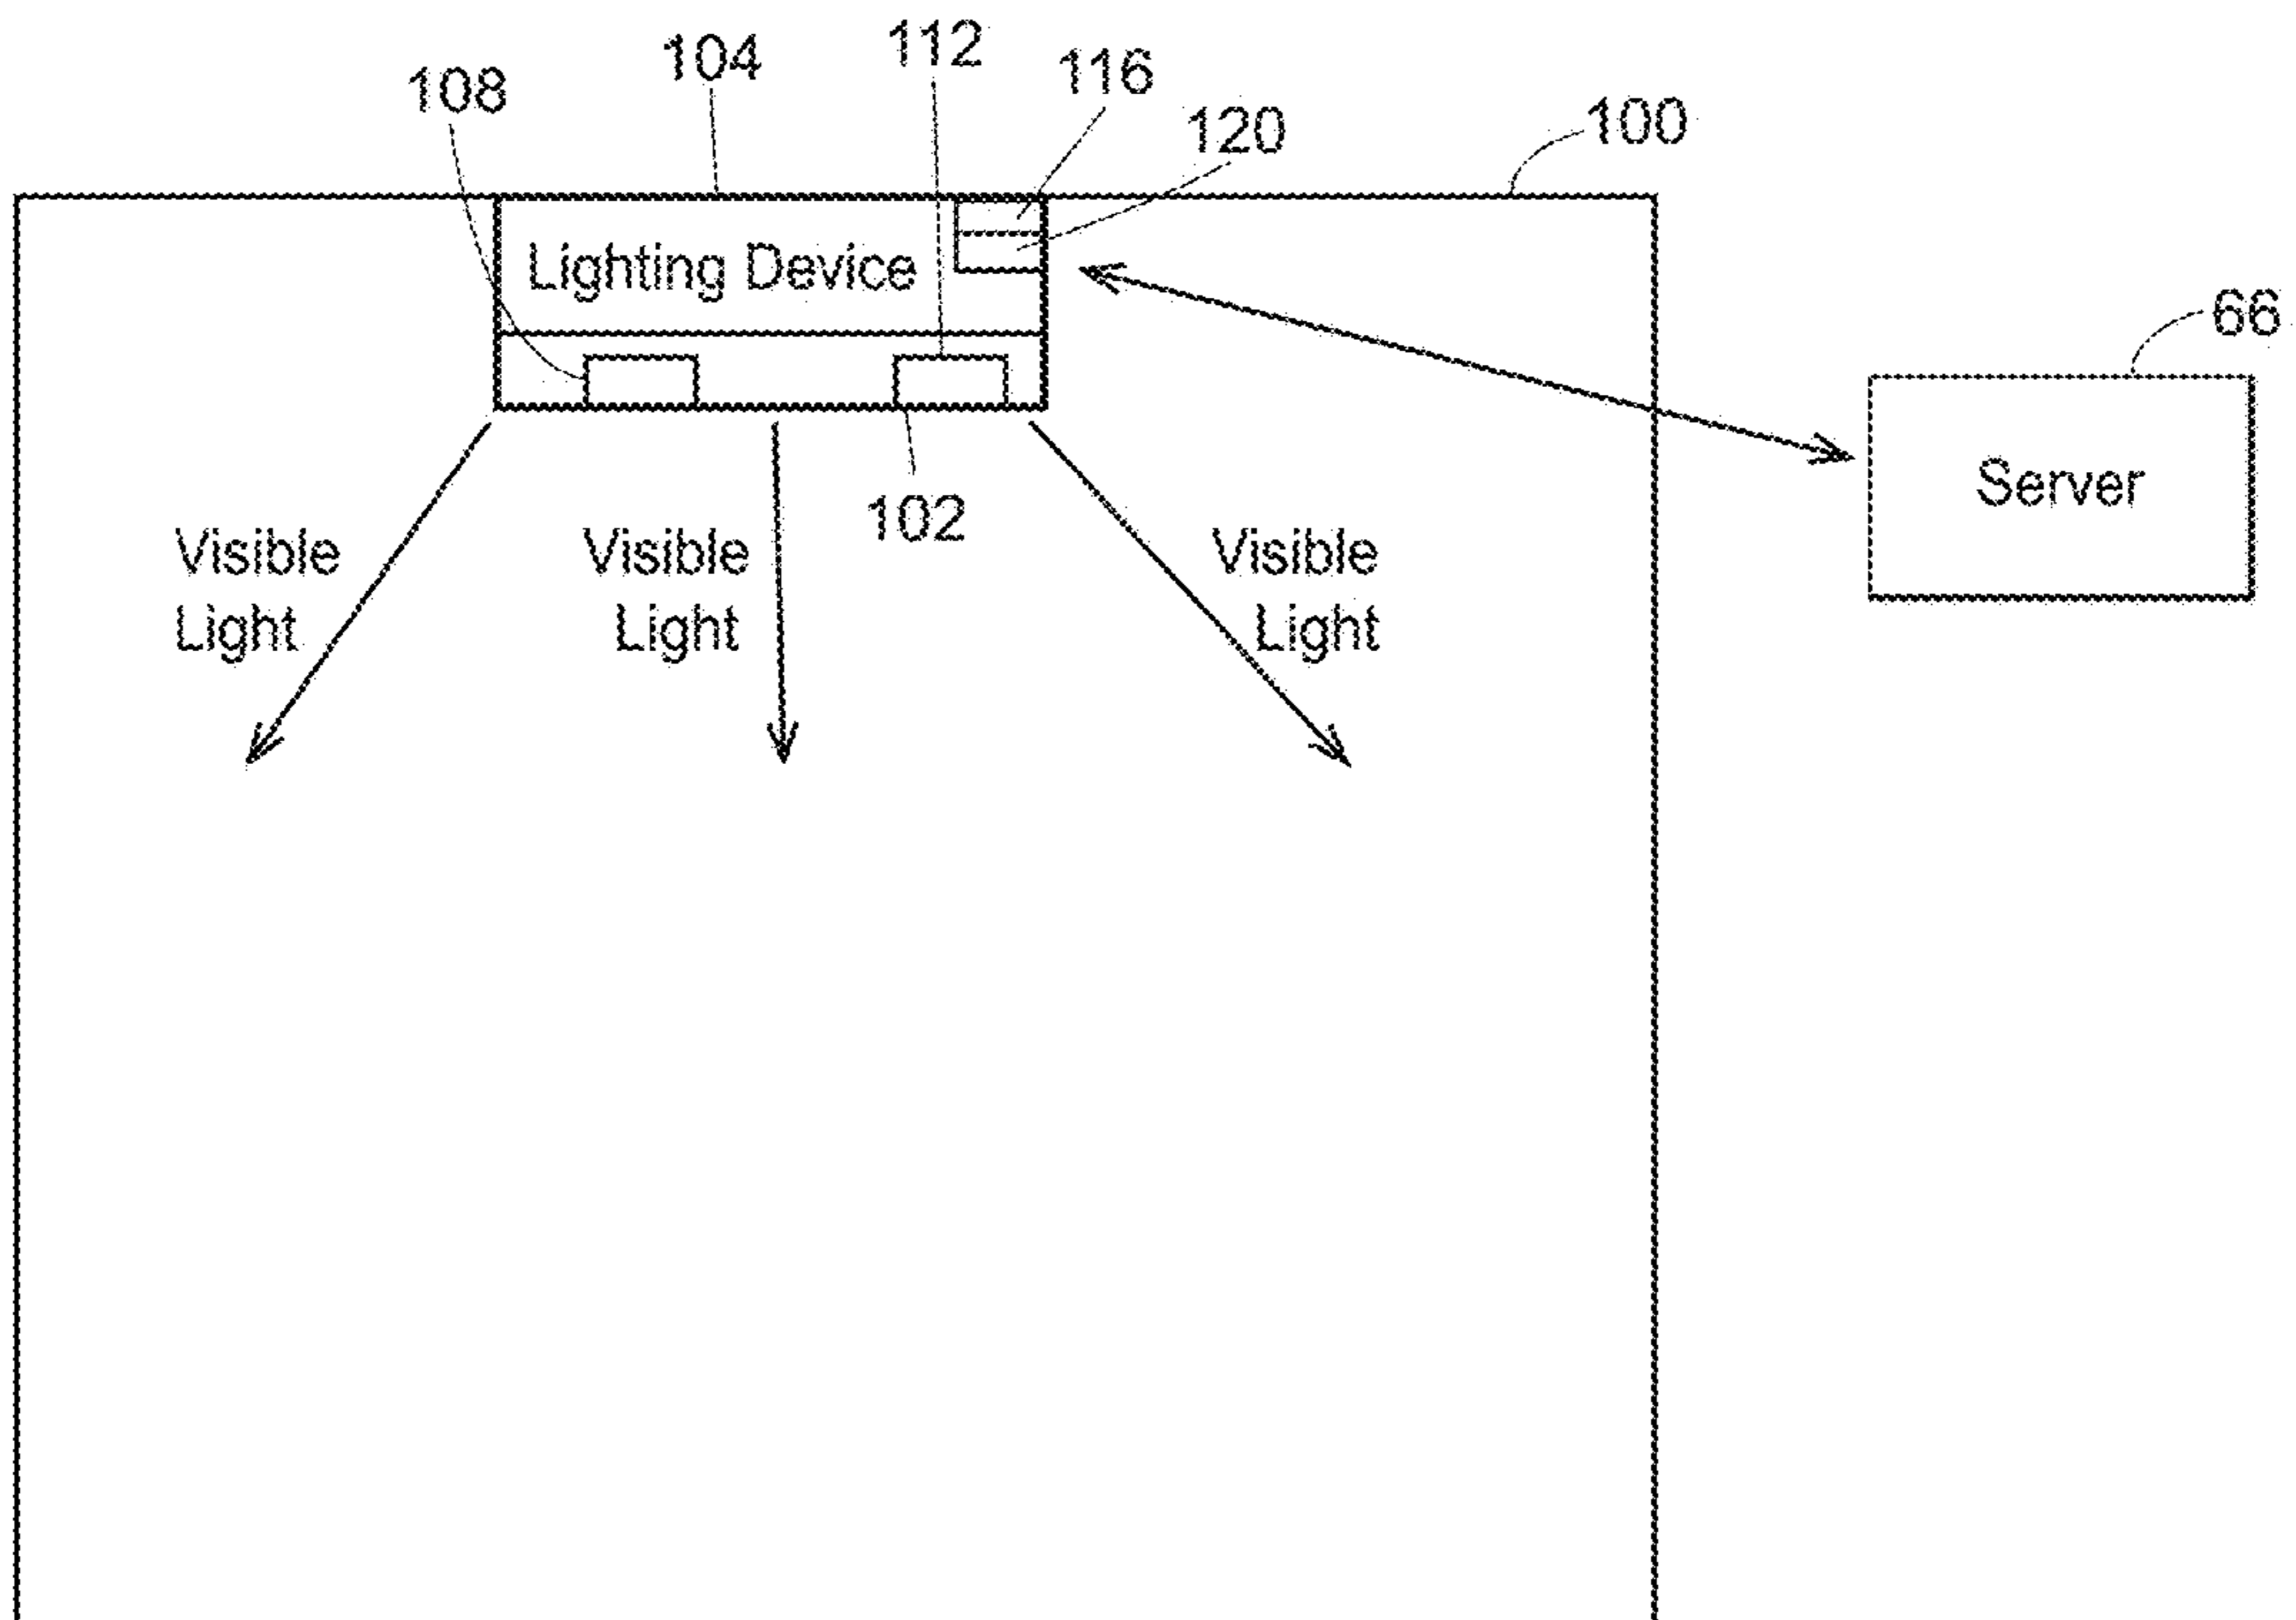 112
104
116
108
120
100
Lighting Device
66
Server
102
Visible
Light
Visible
Light
Visible
Light